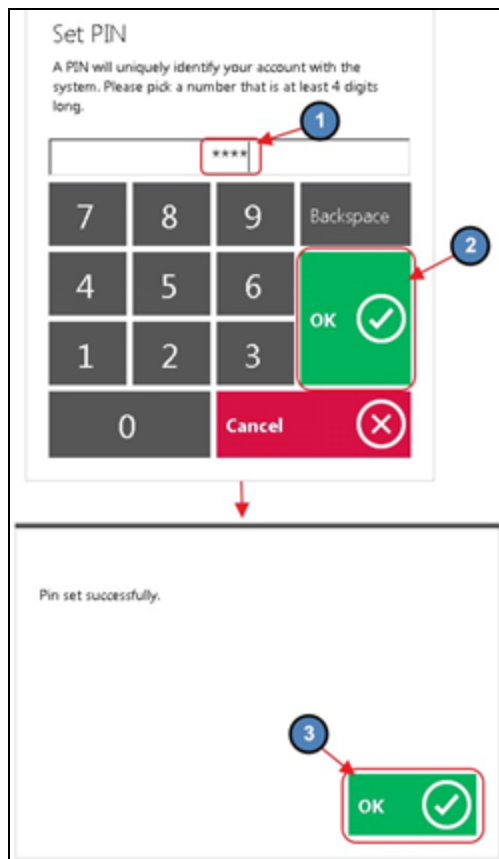 Set PIN
A PIN will uniquely identify your account with the
system. Please pick a number that is at least 4 digits
long.
1
****
7 8 9 Backspace
2
4 5 6
OK
1 2 3
0 Cancel
Pin set successfully.
3
OK